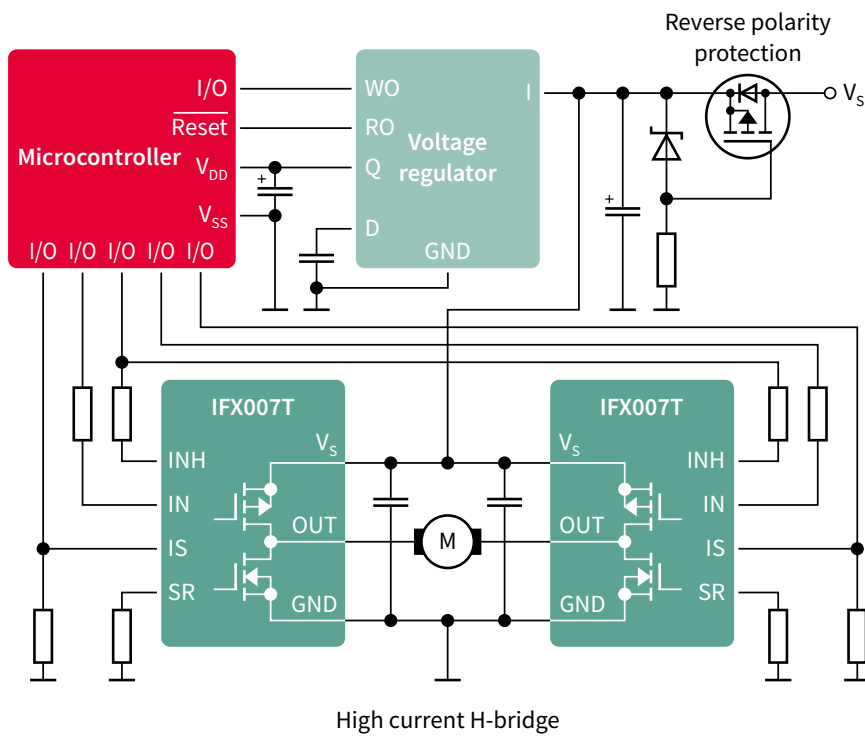 Reverse polarity
protection
V_S
Microcontroller
I/O
Reset
V_DD
V_SS
I/O I/O I/O I/O I/O
WO
RO
Q
D
I
Voltage
regulator
GND
IFX007T
V_S
INH
IN
IS
SR
OUT
GND
M
IFX007T
V_S
OUT
GND
INH
IN
IS
SR
+
+
High current H-bridge